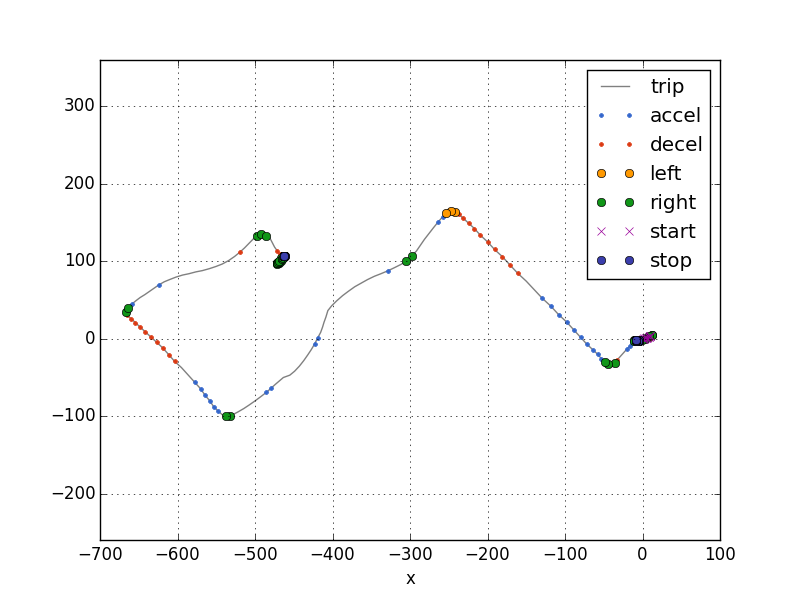 300
200
100
0
−100
−200
−700
−600
−500
−400
−300
−200
−100
0
100
x
trip
accel
decel
left
right
start
stop